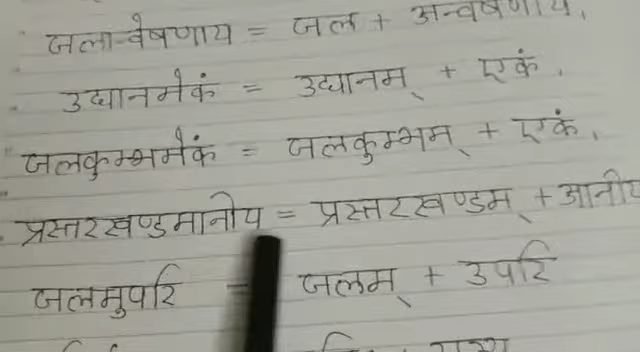 जलान्वेषणाय = जल + अन्वेषणाय,
उद्यानमेकं = उद्यानम् + एकं,
जलकुम्भमेकं = जलकुम्भम् + एकं,
प्रस्तरखण्डमानीय = प्रस्तरखण्डम् + आनीय
जलमुपरि = जलम् + उपरि